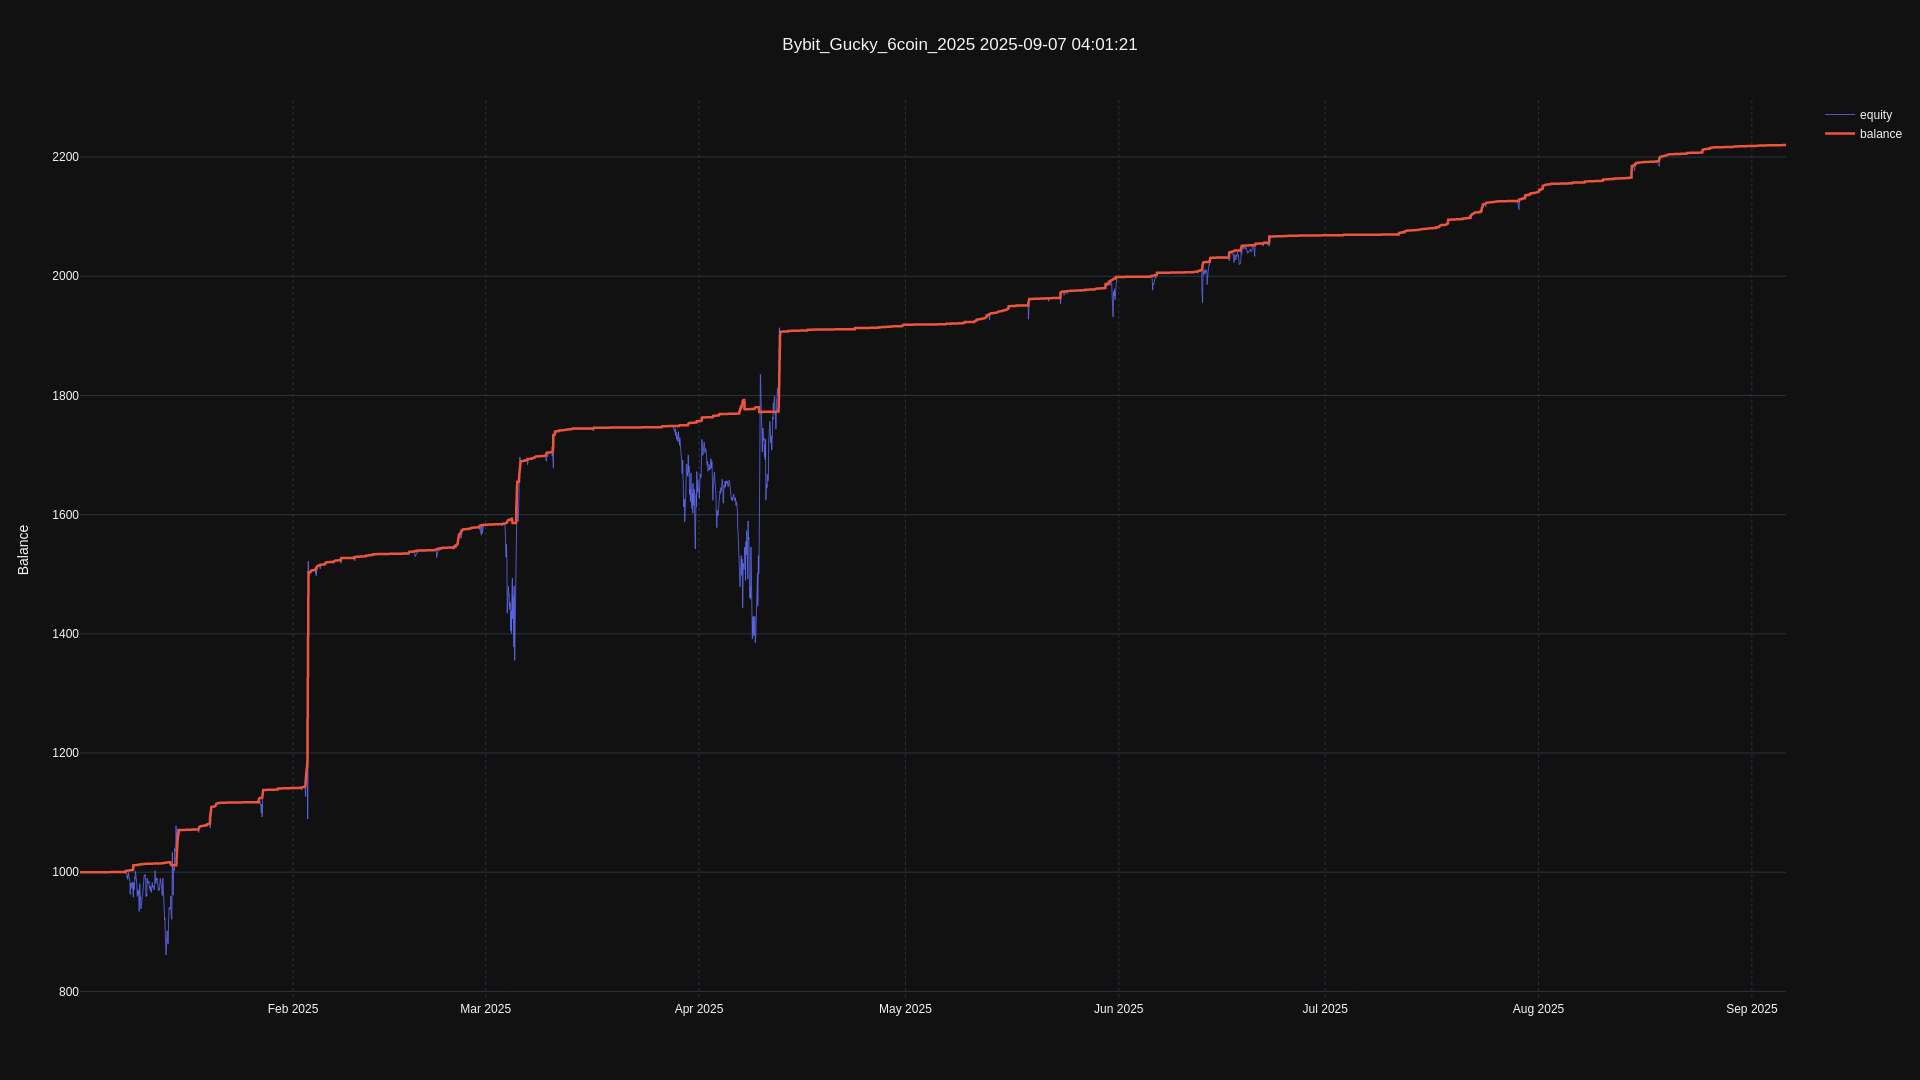 Bybit_Gucky_6coin_2025 2025-09-07 04:01:21
equity
balance
2200
2000
1800
1600
1400
1200
1000
800
Balance
Feb 2025
Mar 2025
Apr 2025
May 2025
Jun 2025
Jul 2025
Aug 2025
Sep 2025